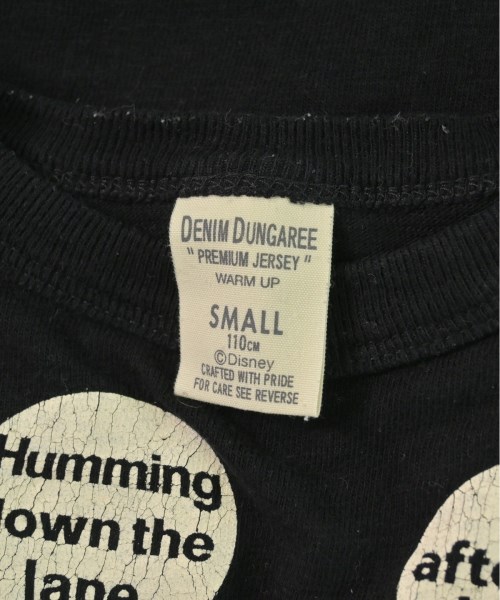 DENIM DUNGAREE
" PREMIUM JERSEY "
WARM UP
SMALL
110CM
©Disney
CRAFTED WITH PRIDE
FOR CARE SEE REVERSE
Humming
down the
lane